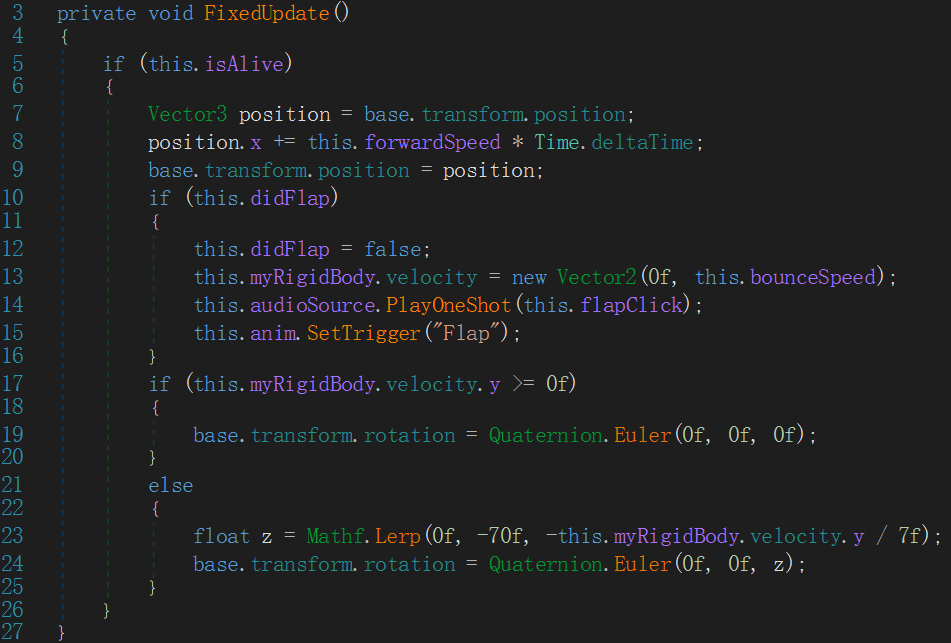 3 private void FixedUpdate()
4 {
5 if (this.isAlive)
6 {
7 Vector3 position = base.transform.position;
8 position.x += this.forwardSpeed * Time.deltaTime;
9 base.transform.position = position;
10 if (this.didFlap)
11 {
12 this.didFlap = false;
13 this.myRigidBody.velocity = new Vector2(0f, this.bounceSpeed);
14 this.audioSource.PlayOneShot(this.flapClick);
15 this.anim.SetTrigger("Flap");
16 }
17 if (this.myRigidBody.velocity.y >= 0f)
18 {
19 base.transform.rotation = Quaternion.Euler(0f, 0f, 0f);
20 }
21 else
22 {
23 float z = Mathf.Lerp(0f, -70f, -this.myRigidBody.velocity.y / 7f);
24 base.transform.rotation = Quaternion.Euler(0f, 0f, z);
25 }
26 }
27 }